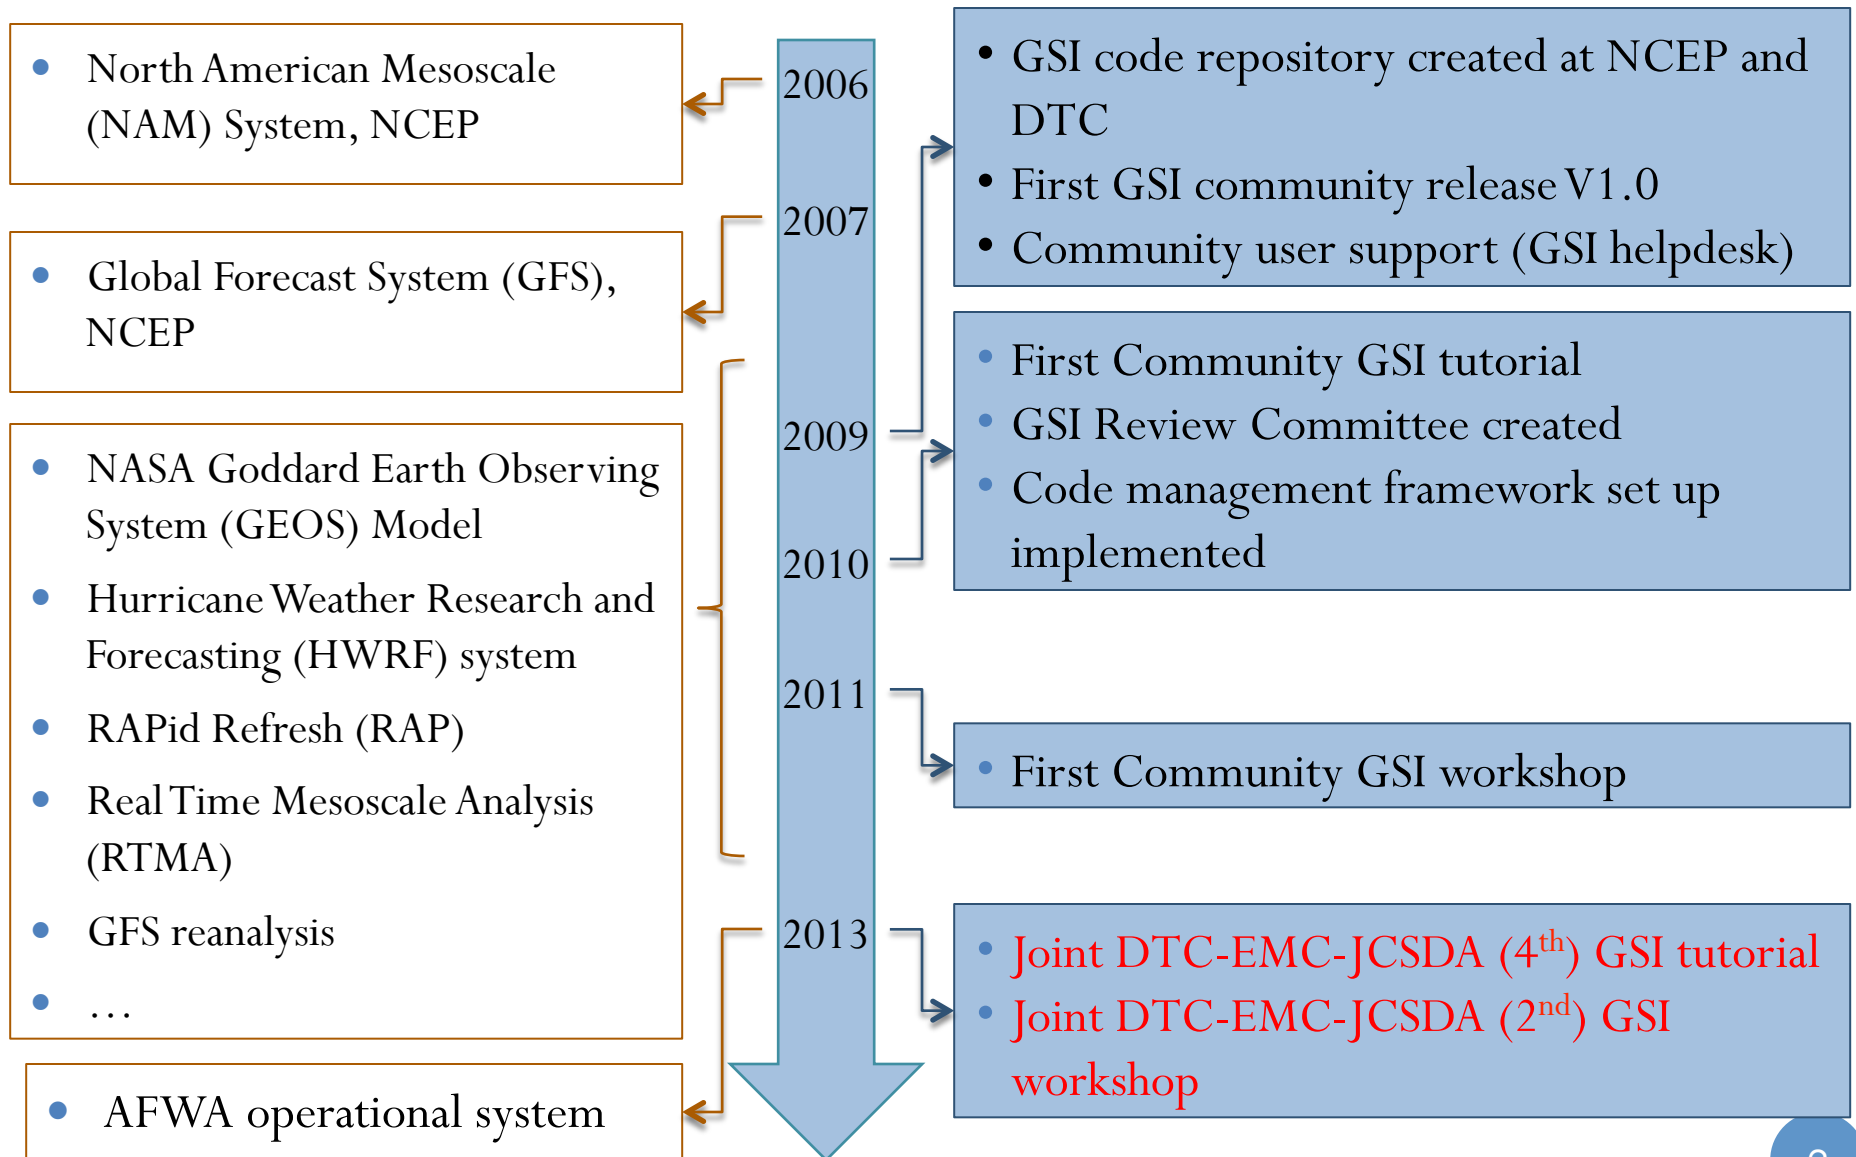 North American Mesoscale
(NAM) System, NCEP
Global Forecast System (GFS),
NCEP
NASA Goddard Earth Observing
System (GEOS) Model
Hurricane Weather Research and
Forecasting (HWRF) system
RAPid Refresh (RAP)
Real Time Mesoscale Analysis
(RTMA)
GFS reanalysis
…
AFWA operational system
2006
2007
2009
2010
2011
2013
GSI code repository created at NCEP and
DTC
First GSI community release V1.0
Community user support (GSI helpdesk)
First Community GSI tutorial
GSI Review Committee created
Code management framework set up
implemented
First Community GSI workshop
Joint DTC-EMC-JCSDA (4th) GSI tutorial
Joint DTC-EMC-JCSDA (2nd) GSI
workshop